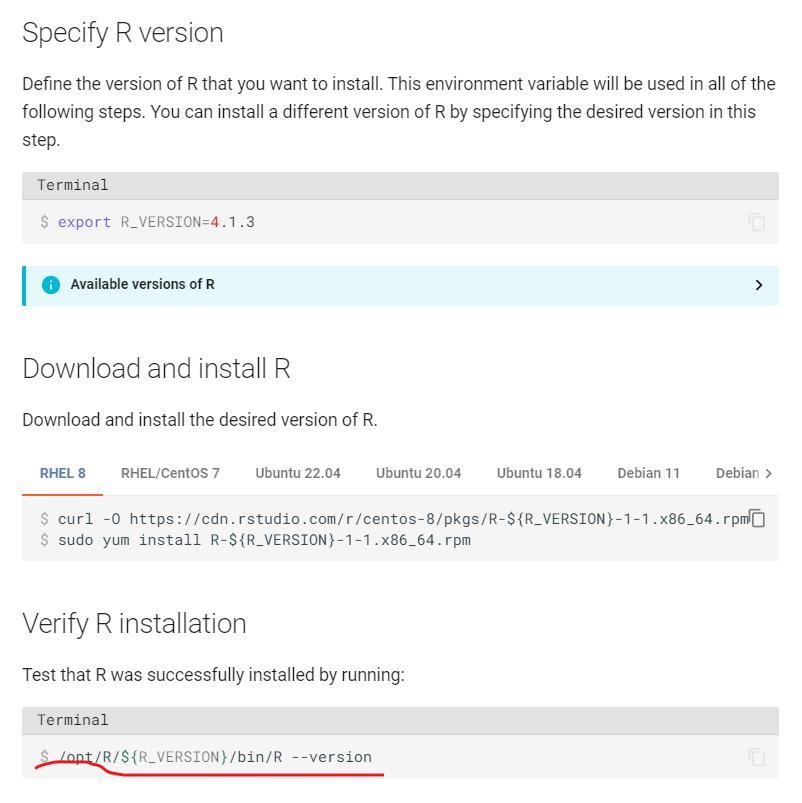 Specify R version
Define the version of R that you want to install. This environment variable will be used in all of the
following steps. You can install a different version of R by specifying the desired version in this
step.
Terminal
$ export R_VERSION=4.1.3
Available versions of R
Download and install R
Download and install the desired version of R.
RHEL 8 RHEL/CentOS 7 Ubuntu 22.04 Ubuntu 20.04 Ubuntu 18.04 Debian 11 Debian
$ curl -O https://cdn.rstudio.com/r/centos-8/pkgs/R-${R_VERSION}-1-1.x86_64.rpm
$ sudo yum install R-${R_VERSION}-1-1.x86_64.rpm
Verify R installation
Test that R was successfully installed by running:
Terminal
$ /opt/R/${R_VERSION}/bin/R --version